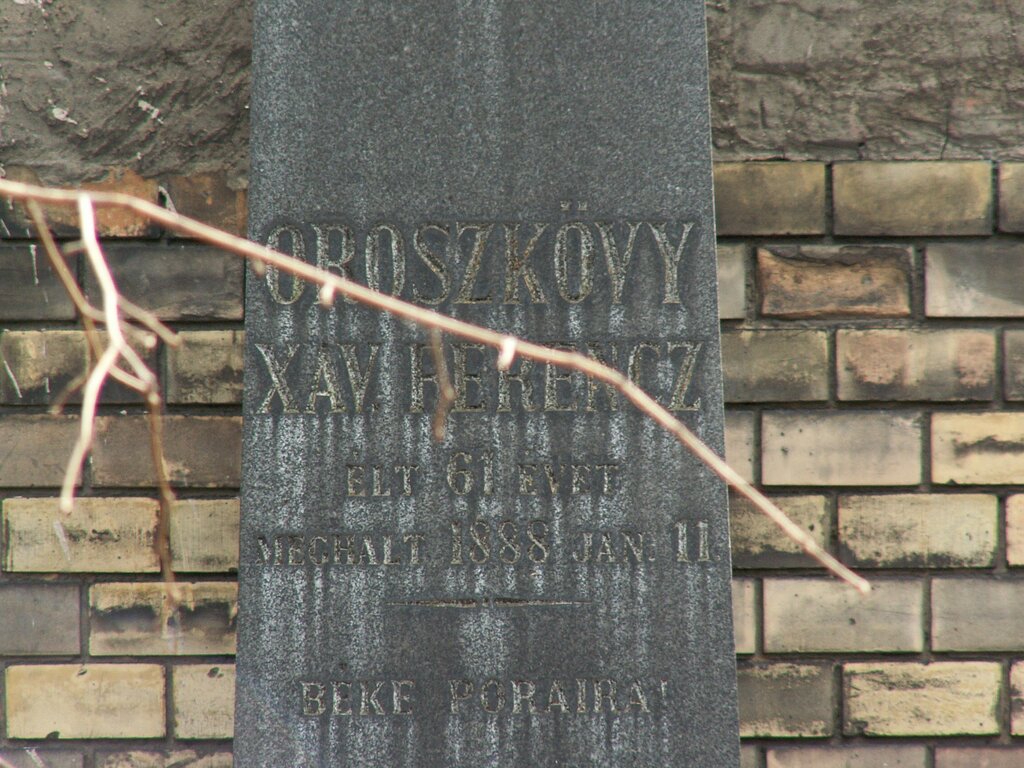 OROSZKÖVY
XAV. FERENCZ
ÉLT 61 ÉVET
MEGHALT 1888 JAN. 11.
BÉKE PORAIRA!